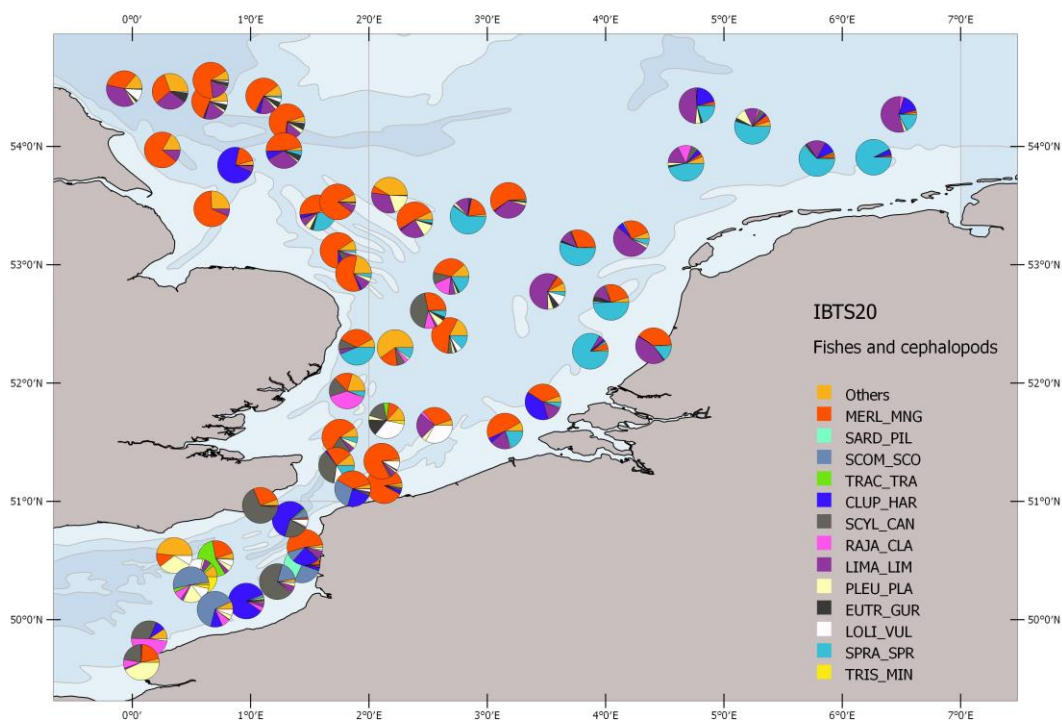 0°0' 1°0'E 2°0'E 3°0'E 4°0'E 5°0'E 6°0'E 7°0'E
54°0'N 54°0'N
53°0'N 53°0'N
52°0'N 52°0'N
51°0'N 51°0'N
50°0'N 50°0'N
IBTS20
Fishes and cephalopods
Others
MERL_MNG
SARD_PIL
SCOM_SCO
TRAC_TRA
CLUP_HAR
SCYL_CAN
RAJA_CLA
LIMA_LIM
PLEU_PLA
EUTR_GUR
LOLI_VUL
SPRA_SPR
TRIS_MIN
0°0' 1°0'E 2°0'E 3°0'E 4°0'E 5°0'E 6°0'E 7°0'E